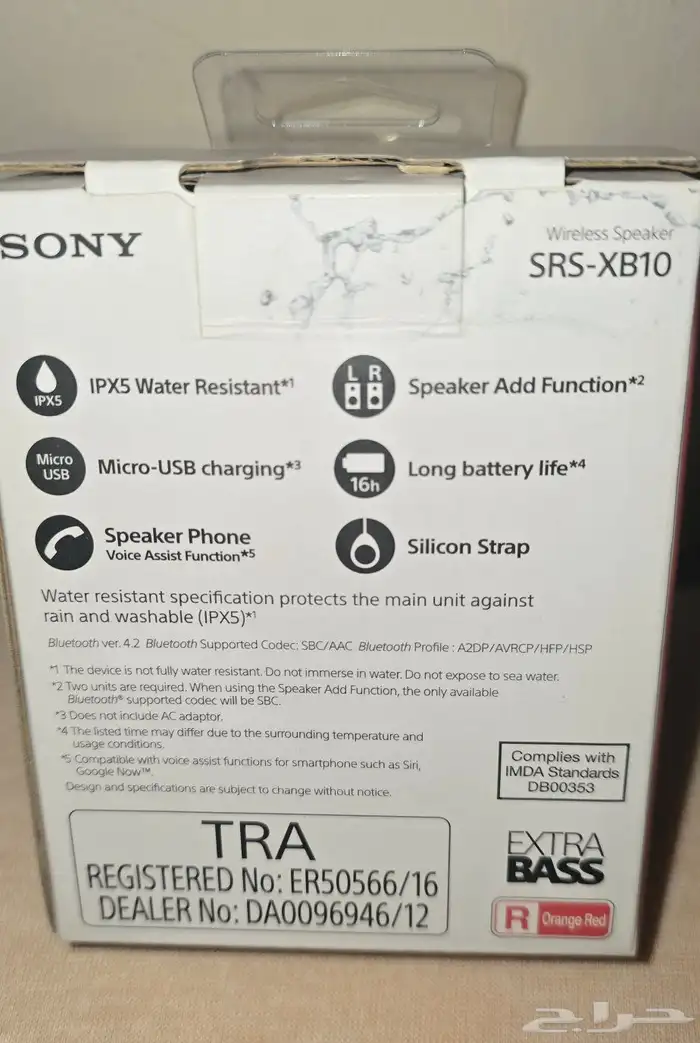 SONY
Wireless Speaker
SRS-XB10
IPX5
IPX5 Water Resistant*1
L R
Speaker Add Function*2
Micro
USB
Micro-USB charging*3
16h
Long battery life*4
Speaker Phone
Voice Assist Function*5
Silicon Strap
Water resistant specification protects the main unit against
rain and washable (IPX5)*1
Bluetooth ver. 4.2 Bluetooth Supported Codec: SBC/AAC Bluetooth Profile : A2DP/AVRCP/HFP/HSP
*1 The device is not fully water resistant. Do not immerse in water. Do not expose to sea water.
*2 Two units are required. When using the Speaker Add Function, the only available
Bluetooth® supported codec will be SBC.
*3 Does not include AC adaptor.
*4 The listed time may differ due to the surrounding temperature and
usage conditions.
*5 Compatible with voice assist functions for smartphone such as Siri,
Google Now™.
Design and specifications are subject to change without notice.
Complies with
IMDA Standards
DB00353
TRA
REGISTERED No: ER50566/16
DEALER No: DA0096946/12
EXTRA
BASS
R Orange Red
حراج